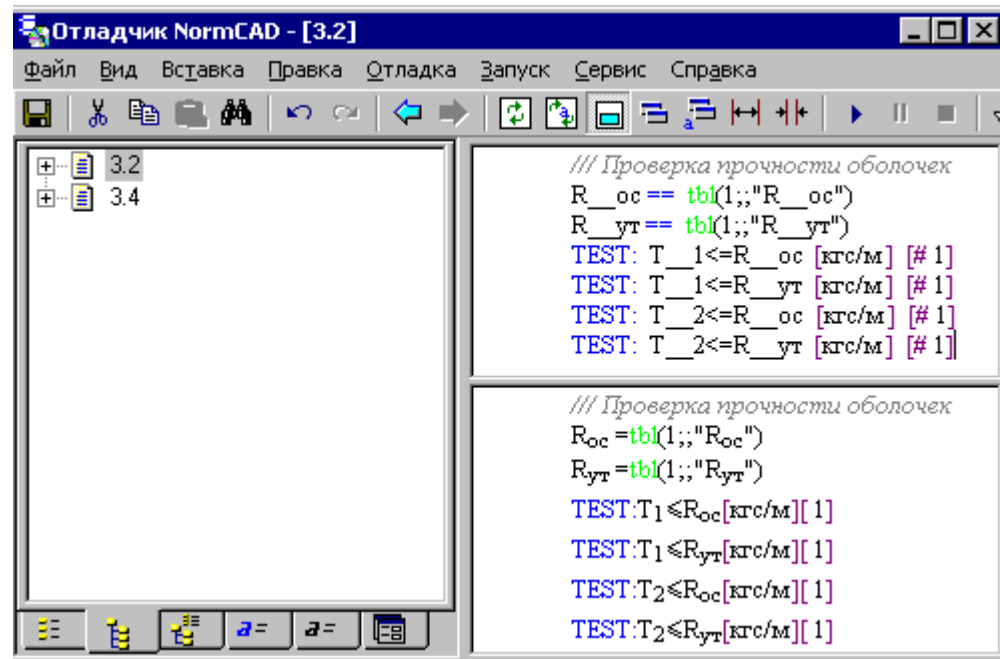 Отладчик NormCAD - [3.2]
Файл Вид Вставка Правка Отладка Запуск Сервис Справка
3.2
3.4
/// Проверка прочности оболочек
R__ос == tbl(1;;"R__ос")
R__ут == tbl(1;;"R__ут")
TEST: T__1<=R__ос [кгс/м] [# 1]
TEST: T__1<=R__ут [кгс/м] [# 1]
TEST: T__2<=R__ос [кгс/м] [# 1]
TEST: T__2<=R__ут [кгс/м] [# 1]
/// Проверка прочности оболочек
Rос =tbl(1;;"Rос")
Rут =tbl(1;;"Rут")
TEST:T1⩽Rос[кгс/м][ 1]
TEST:T1⩽Rут[кгс/м][ 1]
TEST:T2⩽Rос[кгс/м][ 1]
TEST:T2⩽Rут[кгс/м][ 1]
a= a=